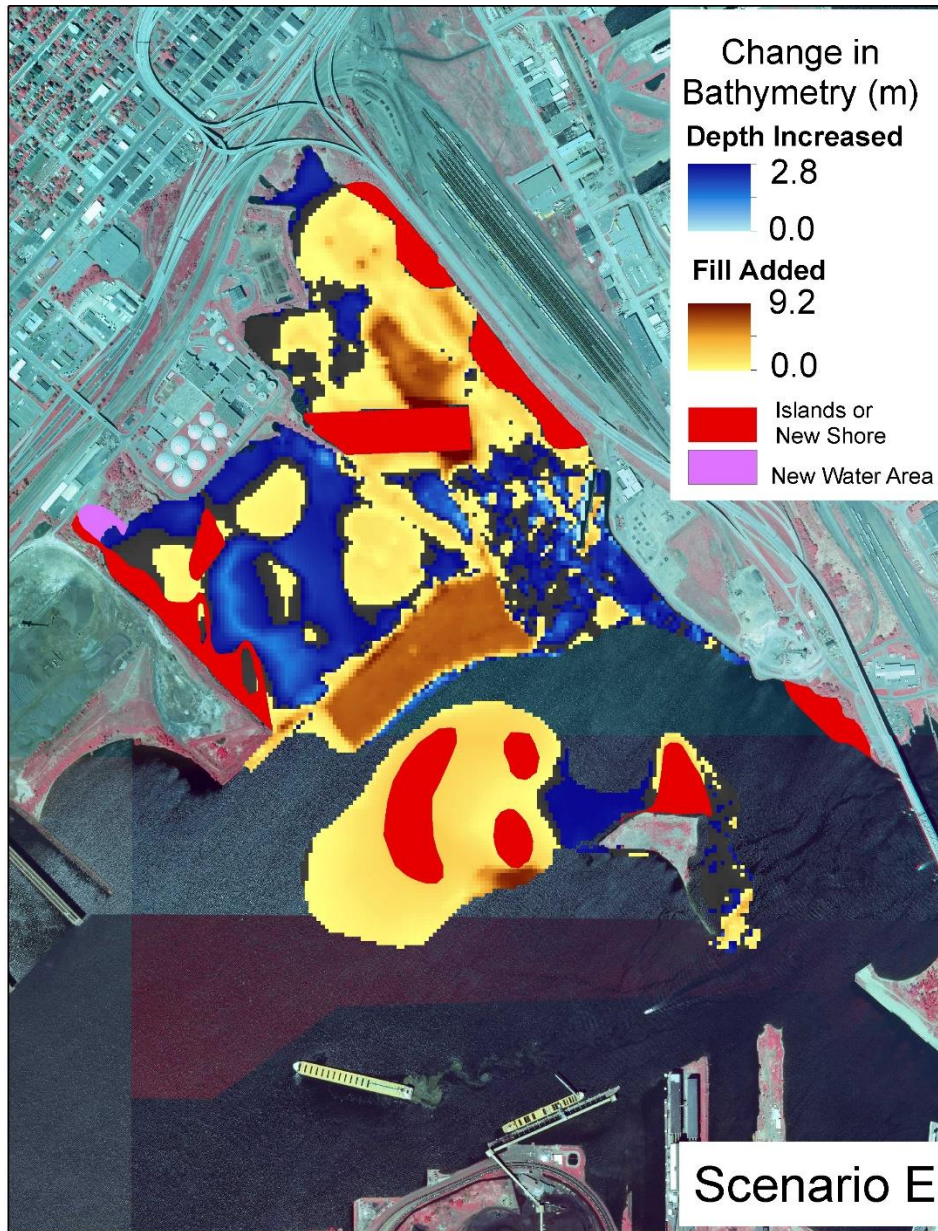 Change in
Bathymetry (m)
Depth Increased
2.8
0.0
Fill Added
9.2
0.0
Islands or
New Shore
New Water Area
Scenario E